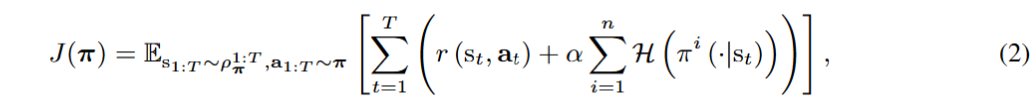 J(π) = 𝔼_{s_{1:T}∼ρ_π^{1:T}, a_{1:T}∼π} [ ∑_{t=1}^{T} ( r (s_t, a_t) + α ∑_{i=1}^{n} ℋ ( π^i (·|s_t) ) ) ] , (2)